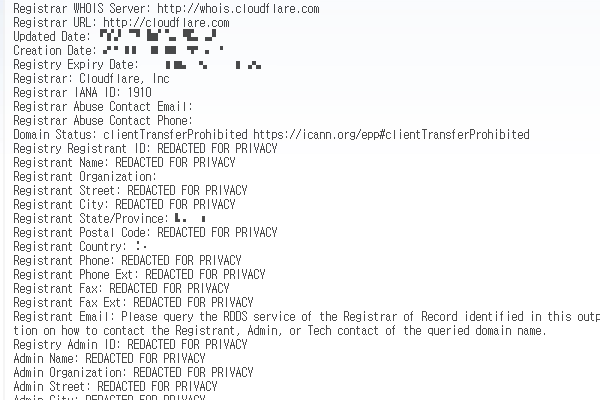 Registrar WHOIS Server: http://whois.cloudflare.com
Registrar URL: http://cloudflare.com
Updated Date:
Creation Date:
Registry Expiry Date:
Registrar: Cloudflare, Inc
Registrar IANA ID: 1910
Registrar Abuse Contact Email:
Registrar Abuse Contact Phone:
Domain Status: clientTransferProhibited https://icann.org/epp#clientTransferProhibited
Registry Registrant ID: REDACTED FOR PRIVACY
Registrant Name: REDACTED FOR PRIVACY
Registrant Organization:
Registrant Street: REDACTED FOR PRIVACY
Registrant City: REDACTED FOR PRIVACY
Registrant State/Province:
Registrant Postal Code: REDACTED FOR PRIVACY
Registrant Country:
Registrant Phone: REDACTED FOR PRIVACY
Registrant Phone Ext: REDACTED FOR PRIVACY
Registrant Fax: REDACTED FOR PRIVACY
Registrant Fax Ext: REDACTED FOR PRIVACY
Registrant Email: Please query the RDDS service of the Registrar of Record identified in this outp
tion on how to contact the Registrant, Admin, or Tech contact of the queried domain name.
Registry Admin ID: REDACTED FOR PRIVACY
Admin Name: REDACTED FOR PRIVACY
Admin Organization: REDACTED FOR PRIVACY
Admin Street: REDACTED FOR PRIVACY
Admin City: REDACTED FOR PRIVACY